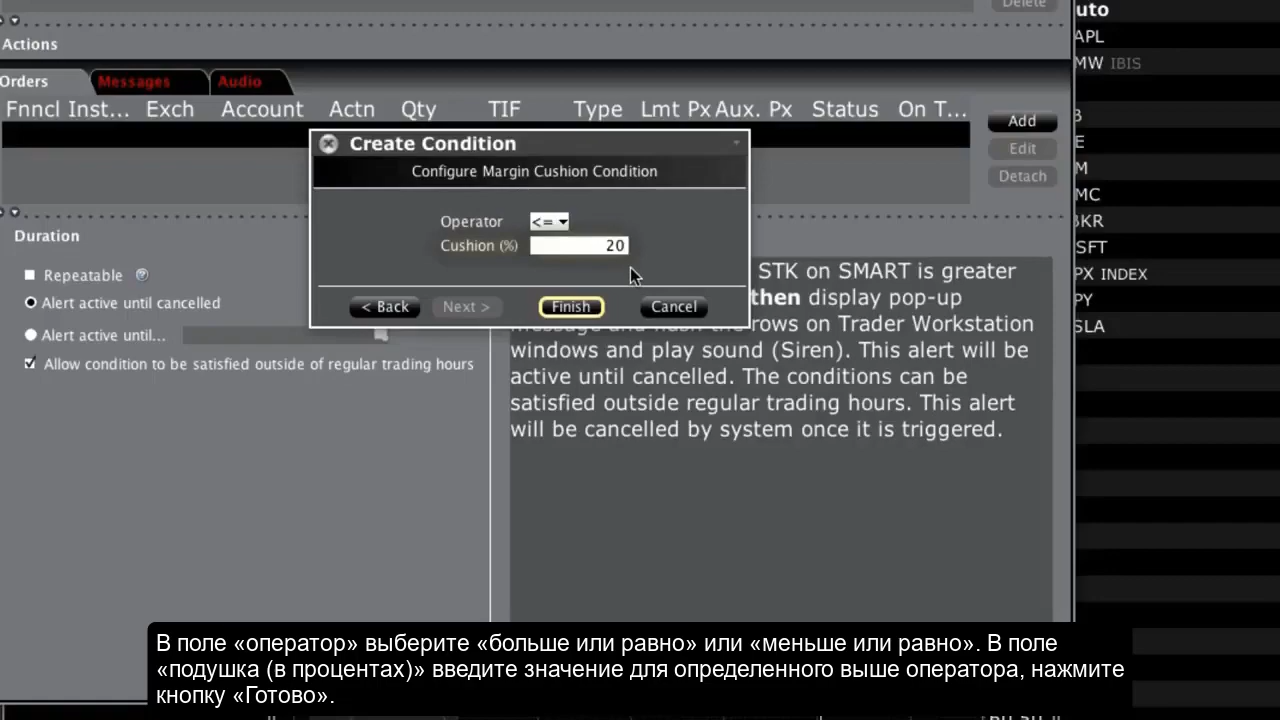 Delete
uto
Actions
APL
MW IBIS
Orders Messages Audio
Fnncl Inst... Exch Account Actn Qty TIF Type Lmt Px Aux. Px Status On T...
Add
Edit
Detach
Create Condition
Configure Margin Cushion Condition
Operator <=
Cushion (%) 20
< Back Next > Finish Cancel
B
E
M
MC
BKR
SFT
PX INDEX
PY
SLA
Duration
Repeatable ?
Alert active until cancelled
Alert active until...
Allow condition to be satisfied outside of regular trading hours
STK on SMART is greater
then display pop-up
rows on Trader Workstation
windows and play sound (Siren). This alert will be
active until cancelled. The conditions can be
satisfied outside regular trading hours. This alert
will be cancelled by system once it is triggered.
В поле «оператор» выберите «больше или равно» или «меньше или равно». В поле
«подушка (в процентах)» введите значение для определенного выше оператора, нажмите
кнопку «Готово».